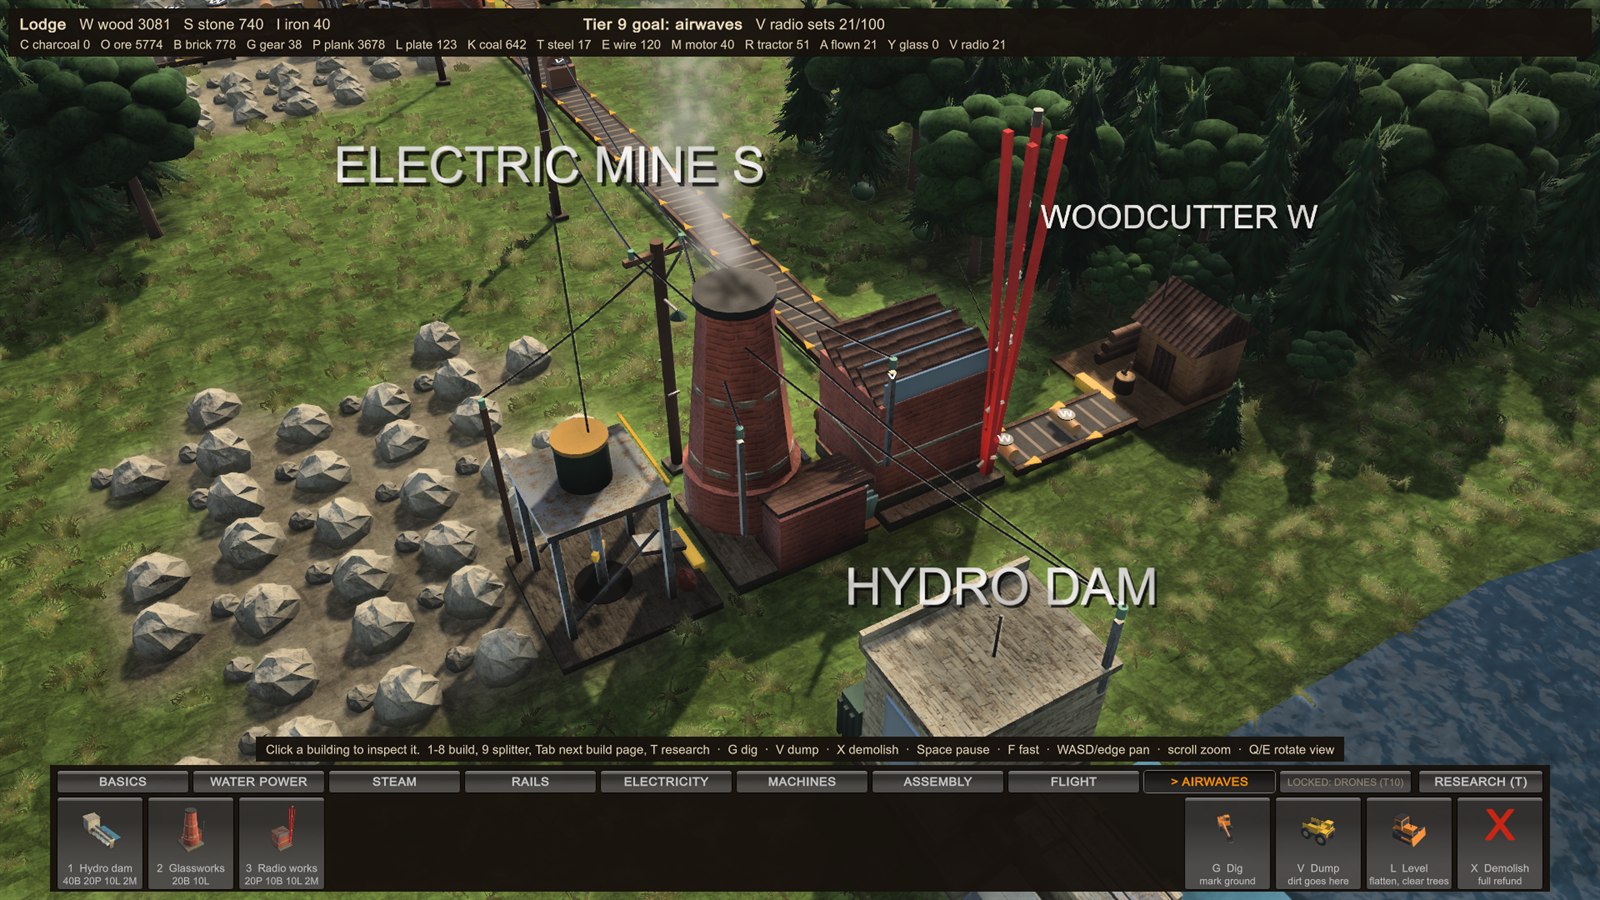 Lodge W wood 3081 S stone 740 I iron 40
Tier 9 goal: airwaves V radio sets 21/100
C charcoal 0 O ore 5774 B brick 778 G gear 38 P plank 3678 L plate 123 K coal 642 T steel 17 E wire 120 M motor 40 R tractor 51 A flown 21 Y glass 0 V radio 21
ELECTRIC MINE S
WOODCUTTER W
W
W
HYDRO DAM
Click a building to inspect it. 1-8 build, 9 splitter, Tab next build page, T research · G dig · V dump · X demolish · Space pause · F fast · WASD/edge pan · scroll zoom · Q/E rotate view
BASICS WATER POWER STEAM RAILS ELECTRICITY MACHINES ASSEMBLY FLIGHT > AIRWAVES LOCKED: DRONES (T10) RESEARCH (T)
1 Hydro dam
40B 20P 10L 2M
2 Glassworks
20B 10L
3 Radio works
20P 10B 10L 2M
G Dig
mark ground
V Dump
dirt goes here
L Level
flatten, clear trees
X Demolish
full refund